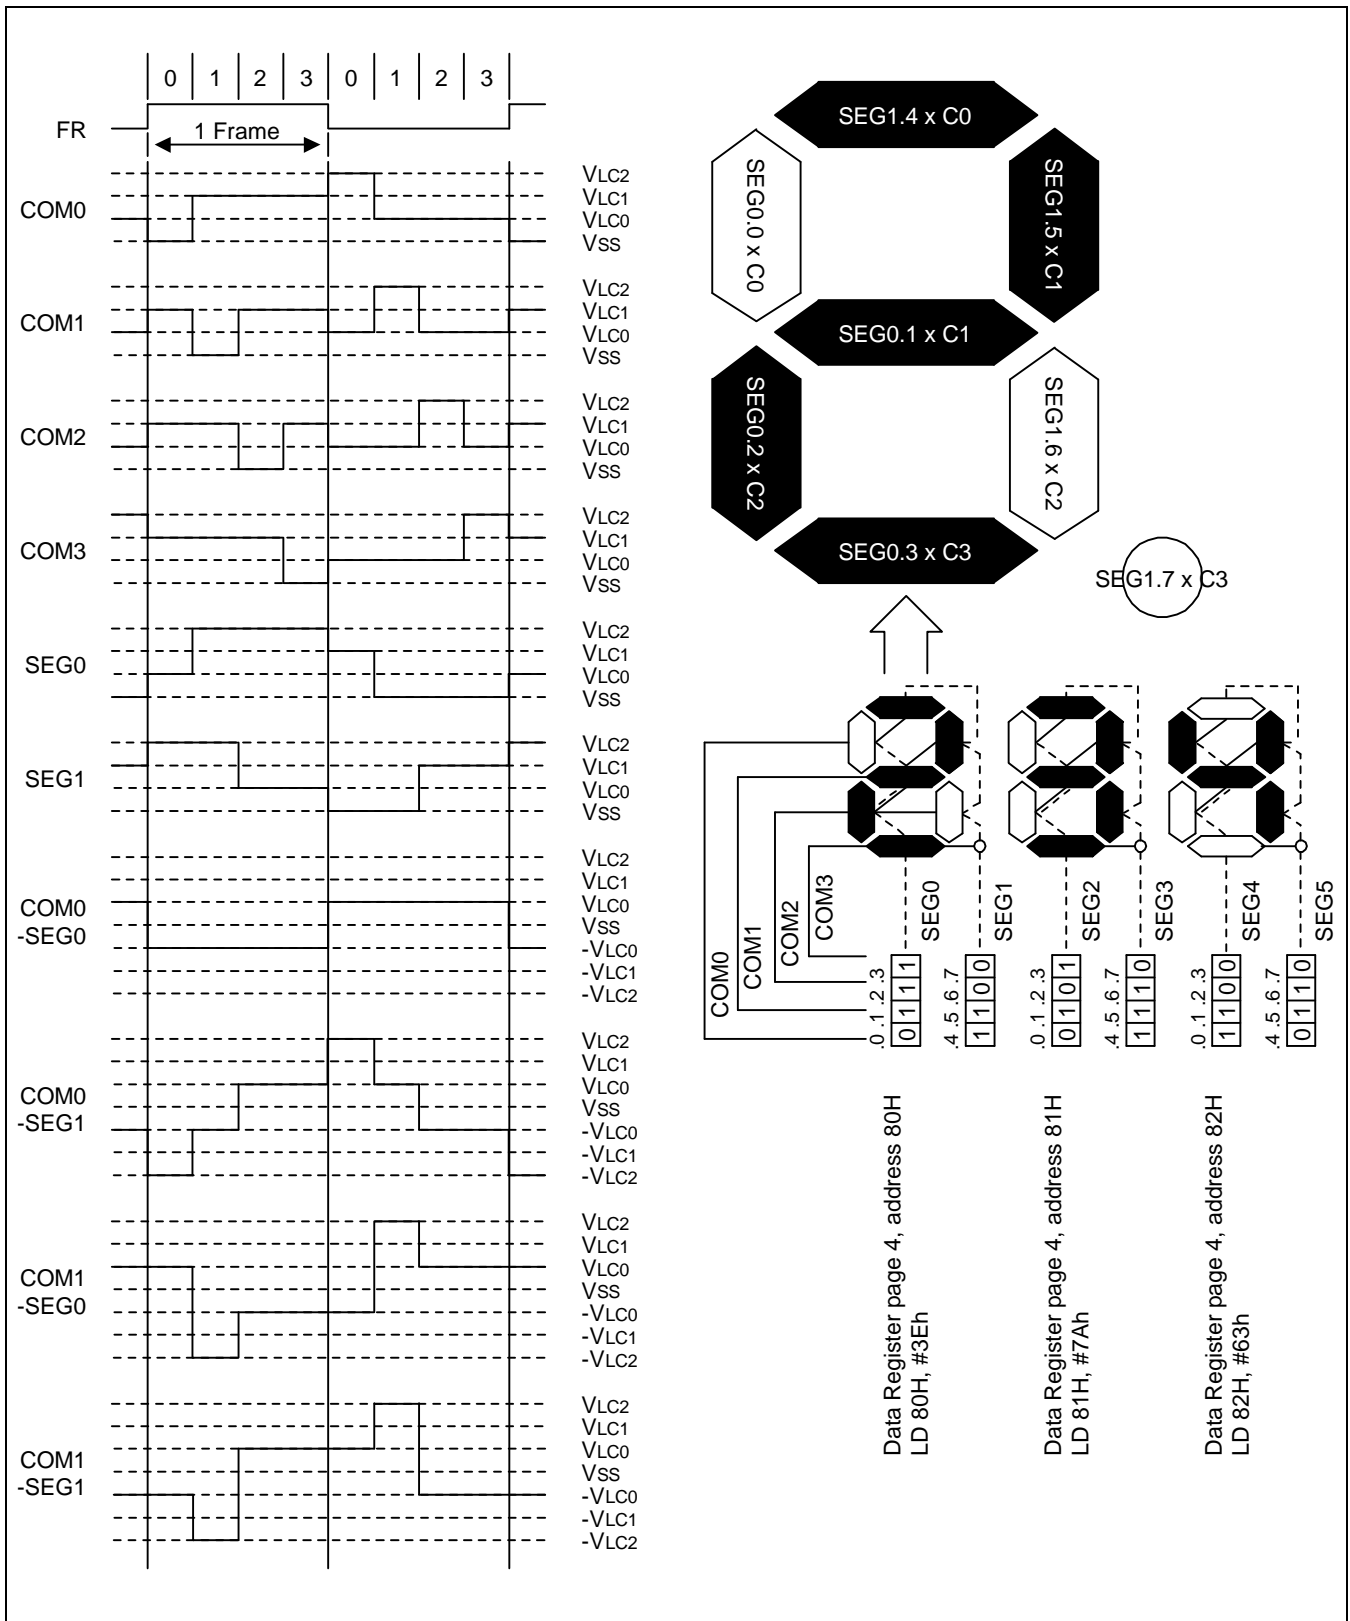 0 1 2 3 0 1 2 3
FR
1 Frame
COM0
VLC2
VLC1
VLC0
VSS
COM1
VLC2
VLC1
VLC0
VSS
COM2
VLC2
VLC1
VLC0
VSS
COM3
VLC2
VLC1
VLC0
VSS
SEG0
VLC2
VLC1
VLC0
VSS
SEG1
VLC2
VLC1
VLC0
VSS
COM0
-SEG0
VLC2
VLC1
VLC0
VSS
-VLC0
-VLC1
-VLC2
COM0
-SEG1
VLC2
VLC1
VLC0
VSS
-VLC0
-VLC1
-VLC2
COM1
-SEG0
VLC2
VLC1
VLC0
VSS
-VLC0
-VLC1
-VLC2
COM1
-SEG1
VLC2
VLC1
VLC0
VSS
-VLC0
-VLC1
-VLC2
SEG1.4 x C0
SEG0.0 x C0
SEG1.5 x C1
SEG0.1 x C1
SEG0.2 x C2
SEG1.6 x C2
SEG0.3 x C3
SEG1.7 x C3
COM0
COM1
COM2
COM3
SEG0
SEG1
SEG2
SEG3
SEG4
SEG5
.0 .1 .2 .3
0 1 1 1
.4 .5 .6 .7
1 1 0 0
.0 .1 .2 .3
0 1 0 1
.4 .5 .6 .7
1 1 1 0
.0 .1 .2 .3
1 1 0 0
.4 .5 .6 .7
0 1 1 0
Data Register page 4, address 80H
LD 80H, #3Eh
Data Register page 4, address 81H
LD 81H, #7Ah
Data Register page 4, address 82H
LD 82H, #63h